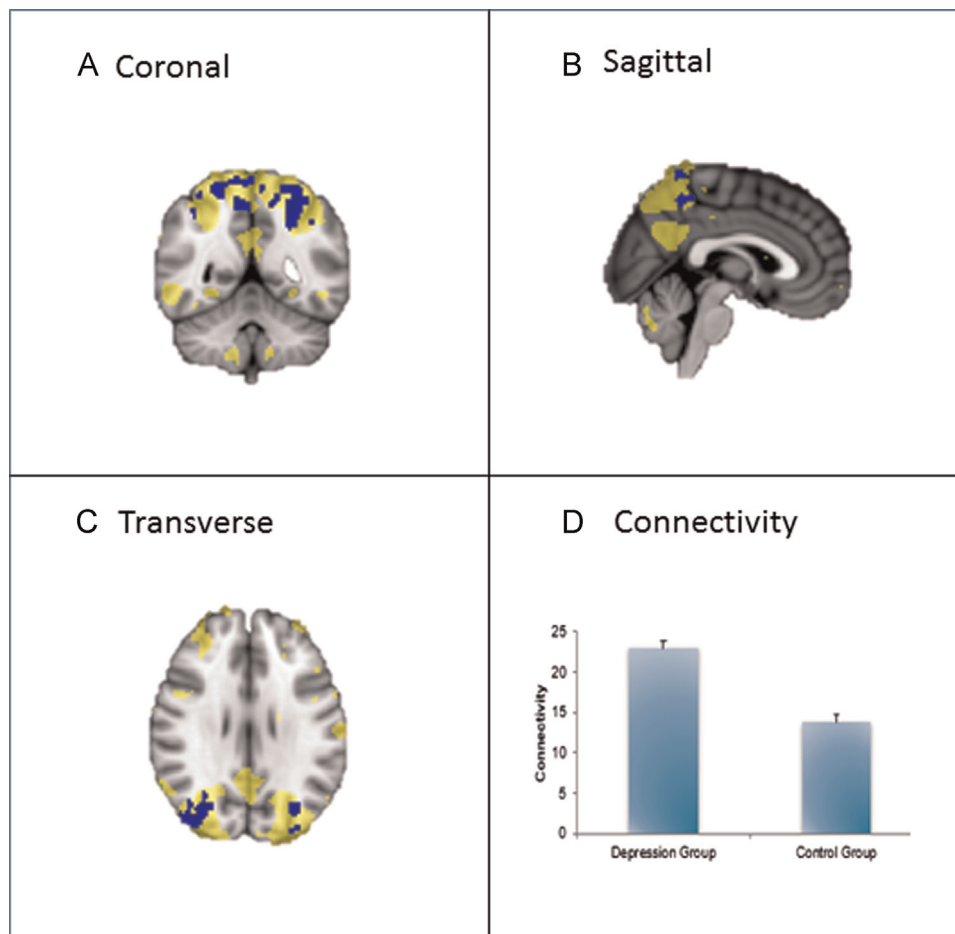 A Coronal
B Sagittal
C Transverse
D Connectivity
25
20
15
10
5
0
Connectivity
Depression Group
Control Group